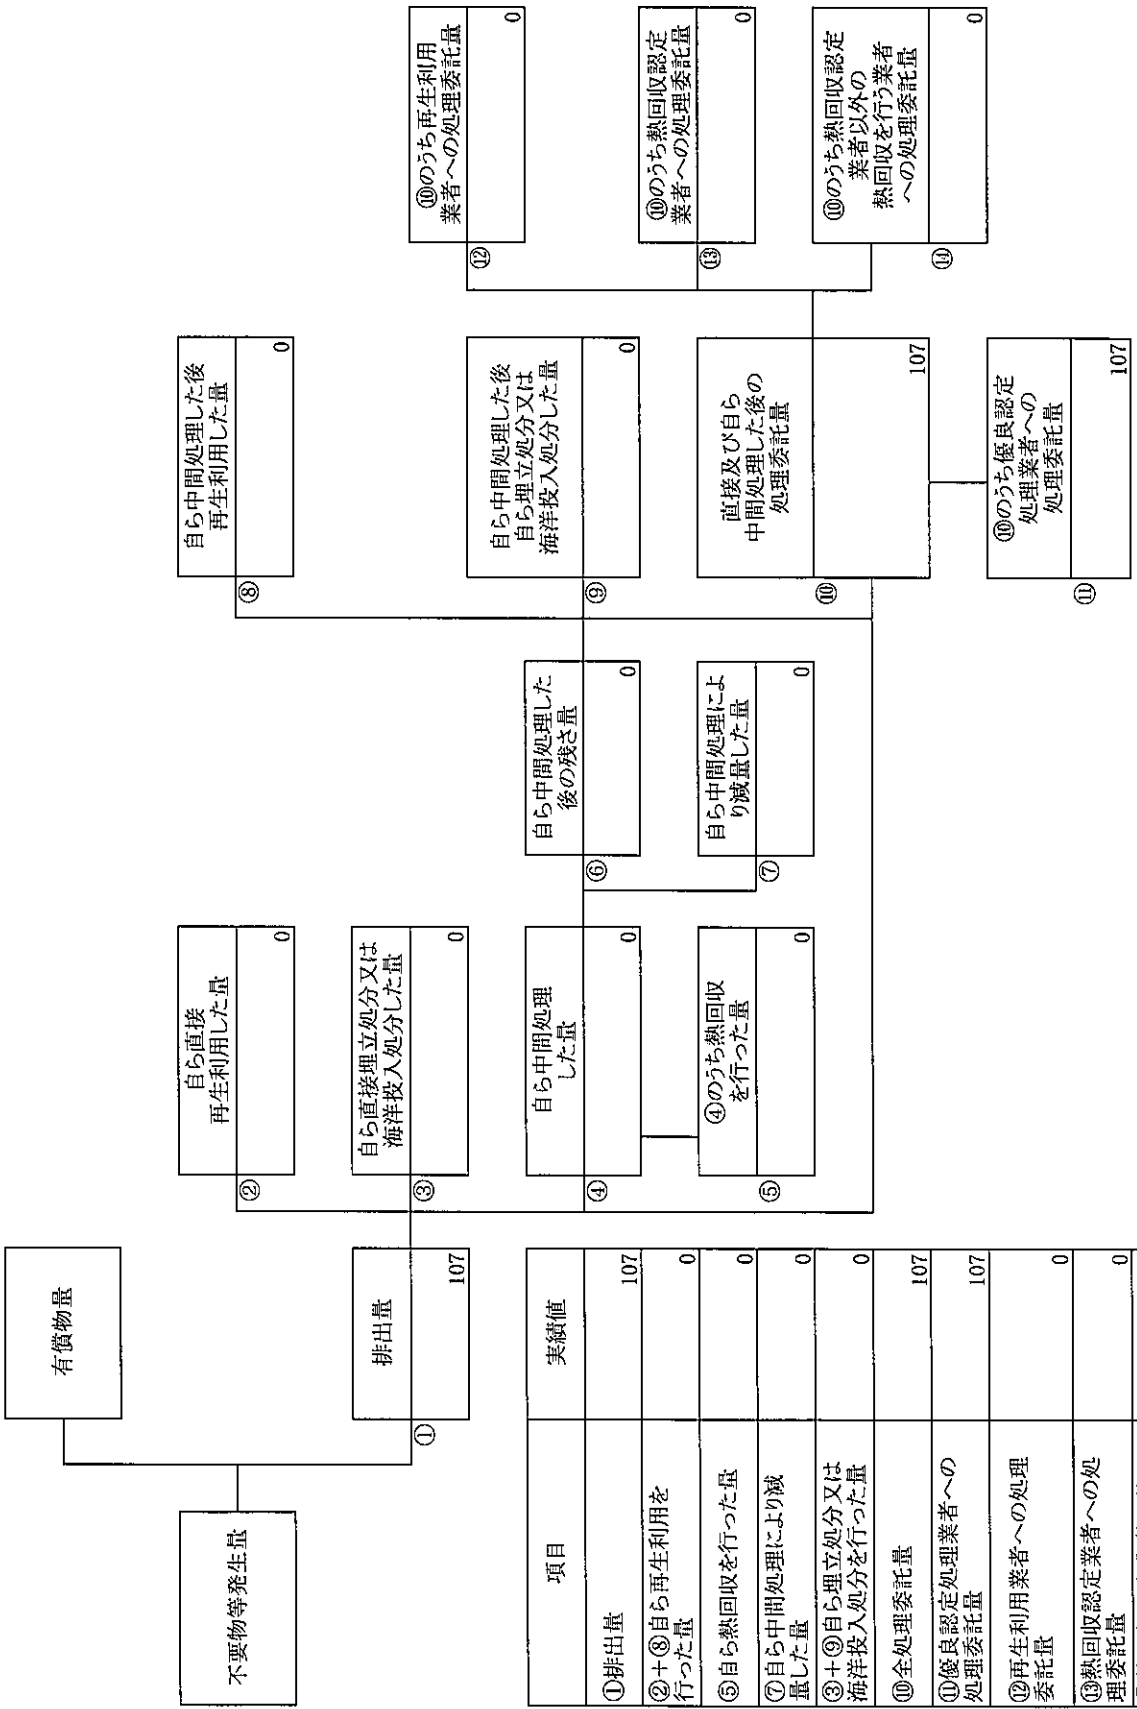 不要物等発生量
有償物量
排出量
①
107
自ら直接
再生利用した量
②
0
自ら直接埋立処分又は
海洋投入処分した量
③
0
自ら中間処理
した量
④
0
④のうち熱回収
を行った量
⑤
0
自ら中間処理した
後の残さ量
⑥
0
自ら中間処理によ
り減量した量
⑦
0
自ら中間処理した後
再生利用した量
⑧
0
自ら中間処理した後
自ら埋立処分又は
海洋投入処分した量
⑨
0
直接及び自ら
中間処理した後の
処理委託量
⑩
107
⑩のうち優良認定
処理業者への
処理委託量
⑪
107
⑩のうち再生利用
業者への処理委託量
⑫
0
⑩のうち熱回収認定
業者への処理委託量
⑬
0
⑩のうち熱回収認定
業者以外の
熱回収を行う業者
への処理委託量
⑭
0
項目 実績値
①排出量 107
②+⑧自ら再生利用を
行った量 0
⑤自ら熱回収を行った量 0
⑦自ら中間処理により減
量した量 0
③+⑨自ら埋立処分又は
海洋投入処分を行った量 0
⑩全処理委託量 107
⑪優良認定処理業者への
処理委託量 107
⑫再生利用業者への処理
委託量 0
⑬熱回収認定業者への処
理委託量 0